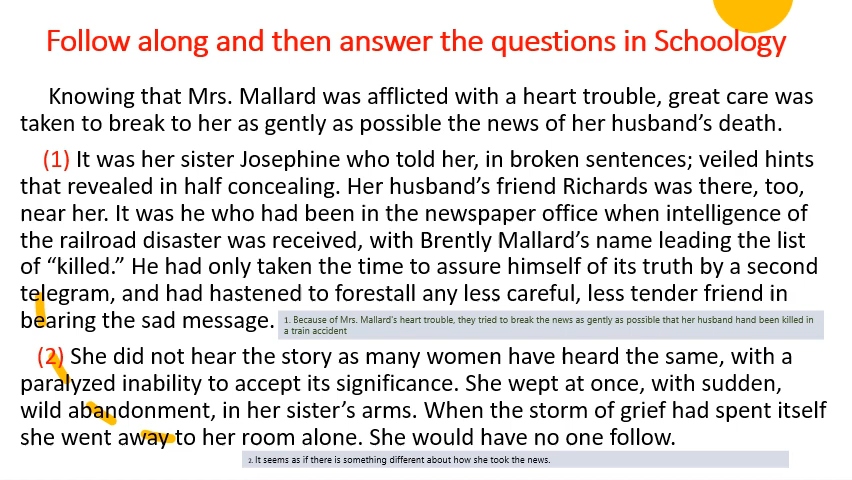 Follow along and then answer the questions in Schoology
Knowing that Mrs. Mallard was afflicted with a heart trouble, great care was
taken to break to her as gently as possible the news of her husband’s death.
(1) It was her sister Josephine who told her, in broken sentences; veiled hints
that revealed in half concealing. Her husband’s friend Richards was there, too,
near her. It was he who had been in the newspaper office when intelligence of
the railroad disaster was received, with Brently Mallard’s name leading the list
of “killed.” He had only taken the time to assure himself of its truth by a second
telegram, and had hastened to forestall any less careful, less tender friend in
bearing the sad message.
1. Because of Mrs. Mallard's heart trouble, they tried to break the news as gently as possible that her husband hand been killed in
a train accident
(2) She did not hear the story as many women have heard the same, with a
paralyzed inability to accept its significance. She wept at once, with sudden,
wild abandonment, in her sister’s arms. When the storm of grief had spent itself
she went away to her room alone. She would have no one follow.
2. It seems as if there is something different about how she took the news.